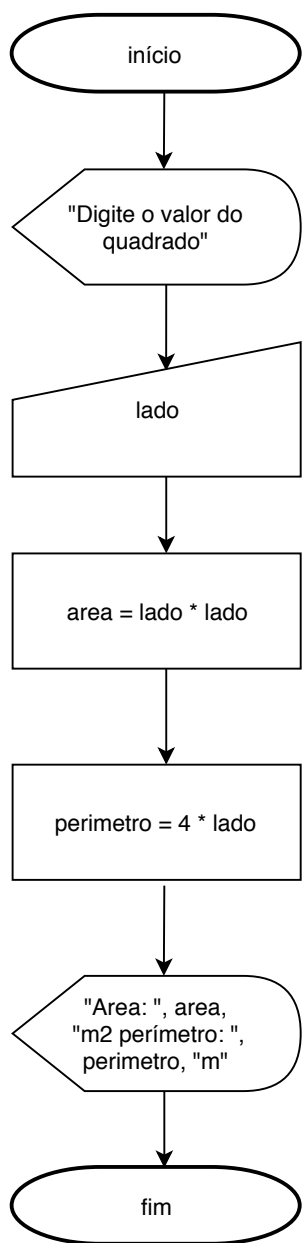 início
"Digite o valor do
quadrado"
lado
area = lado * lado
perimetro = 4 * lado
"Area: ", area,
"m2 perímetro: ",
perimetro, "m"
fim